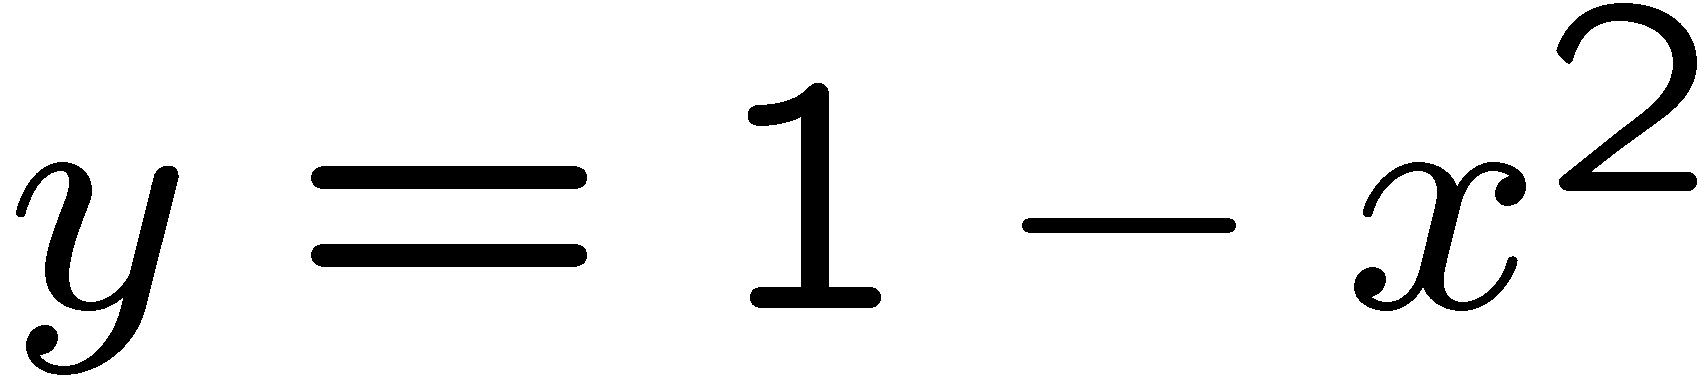 y = 1 − x²